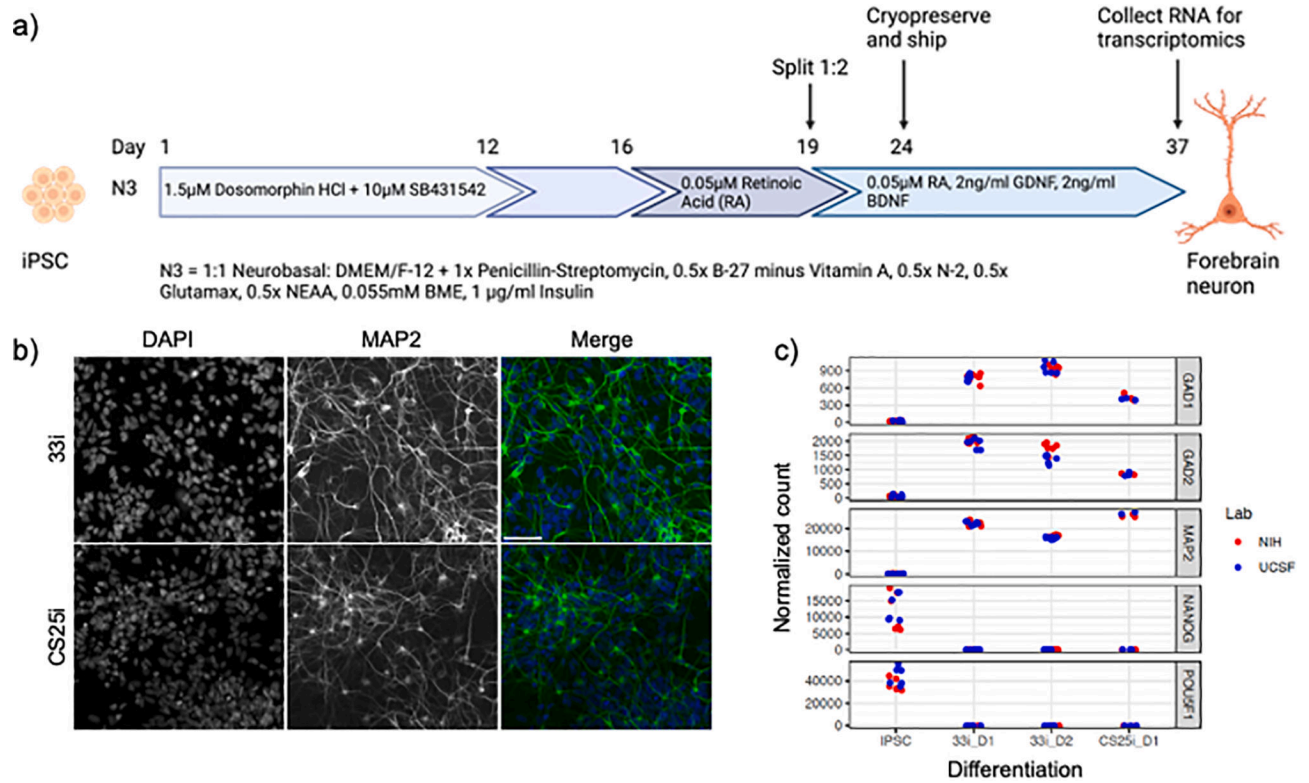 a)
Cryopreserve
and ship
Collect RNA for
transcriptomics
Split 1:2
Day 1 12 16 19 24 37
N3
1.5µM Dosomorphin HCl + 10µM SB431542
0.05µM Retinoic
Acid (RA)
0.05µM RA, 2ng/ml GDNF, 2ng/ml
BDNF
iPSC
Forebrain
neuron
N3 = 1:1 Neurobasal: DMEM/F-12 + 1x Penicillin-Streptomycin, 0.5x B-27 minus Vitamin A, 0.5x N-2, 0.5x
Glutamax, 0.5x NEAA, 0.055mM BME, 1 µg/ml Insulin
b)
DAPI MAP2 Merge
33i
CS25i
c)
Normalized count
900
600
300
0
GAD1
2000
1500
1000
500
0
GAD2
20000
10000
0
MAP2
15000
10000
5000
0
NANOG
40000
20000
0
POU5F1
IPSC 33i_D1 33i_D2 CS25i_D1
Differentiation
Lab
NIH
UCSF